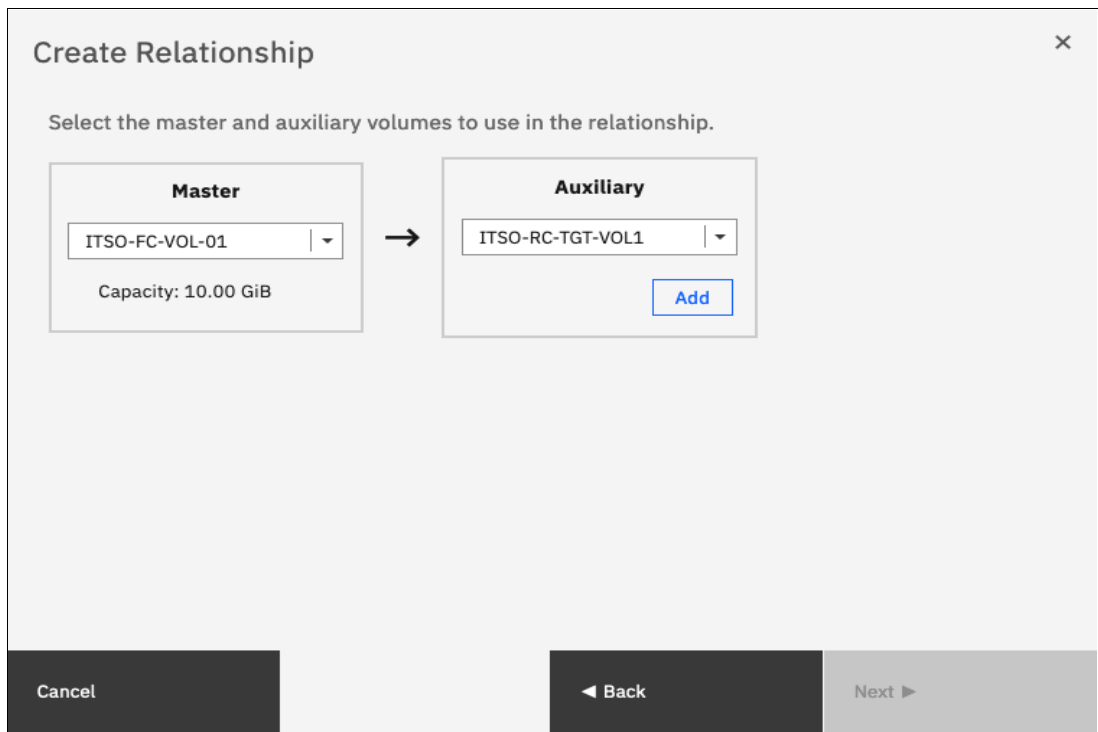 Create Relationship
Select the master and auxiliary volumes to use in the relationship.
Master
ITSO-FC-VOL-01
Capacity: 10.00 GiB
Auxiliary
ITSO-RC-TGT-VOL1
Add
Cancel
Back
Next